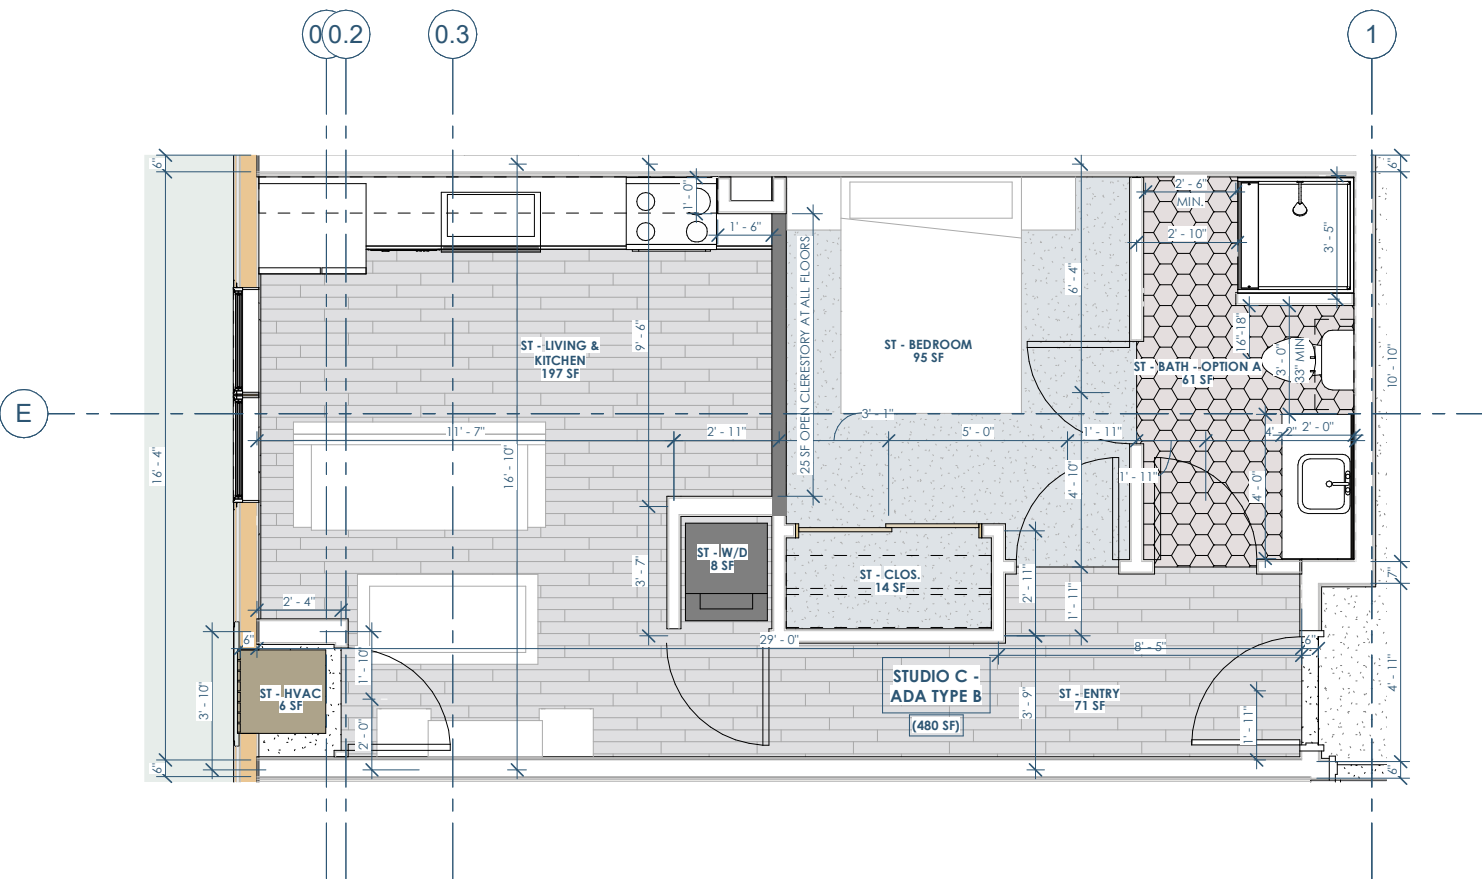 0
0.2
0.3
1
E
6"
6"
1' - 0"
1' - 6"
2' - 6"
MIN.
2' - 10"
3' - 5"
6' - 4"
9' - 6"
25 SF OPEN CLERESTORY AT ALL FLOORS
ST - LIVING &
KITCHEN
197 SF
ST - BEDROOM
95 SF
ST - BATH - OPTION A
61 SF
16"-18"
3' - 0"
33" MIN.
10' - 10"
3' - 1"
11' - 7"
2' - 11"
5' - 0"
1' - 11"
4' - 2"
2' - 0"
16' - 4"
16' - 10"
4' - 10"
1' - 11"
4' - 0"
ST - W/D
8 SF
ST - CLOS.
14 SF
3' - 7"
2' - 11"
1' - 11"
7"
2' - 4"
6"
29' - 0"
8' - 5"
6"
1' - 10"
3' - 10"
ST - HVAC
6 SF
STUDIO C -
ADA TYPE B
(480 SF)
ST - ENTRY
71 SF
3' - 9"
4' - 11"
2' - 0"
1' - 11"
6"
6"